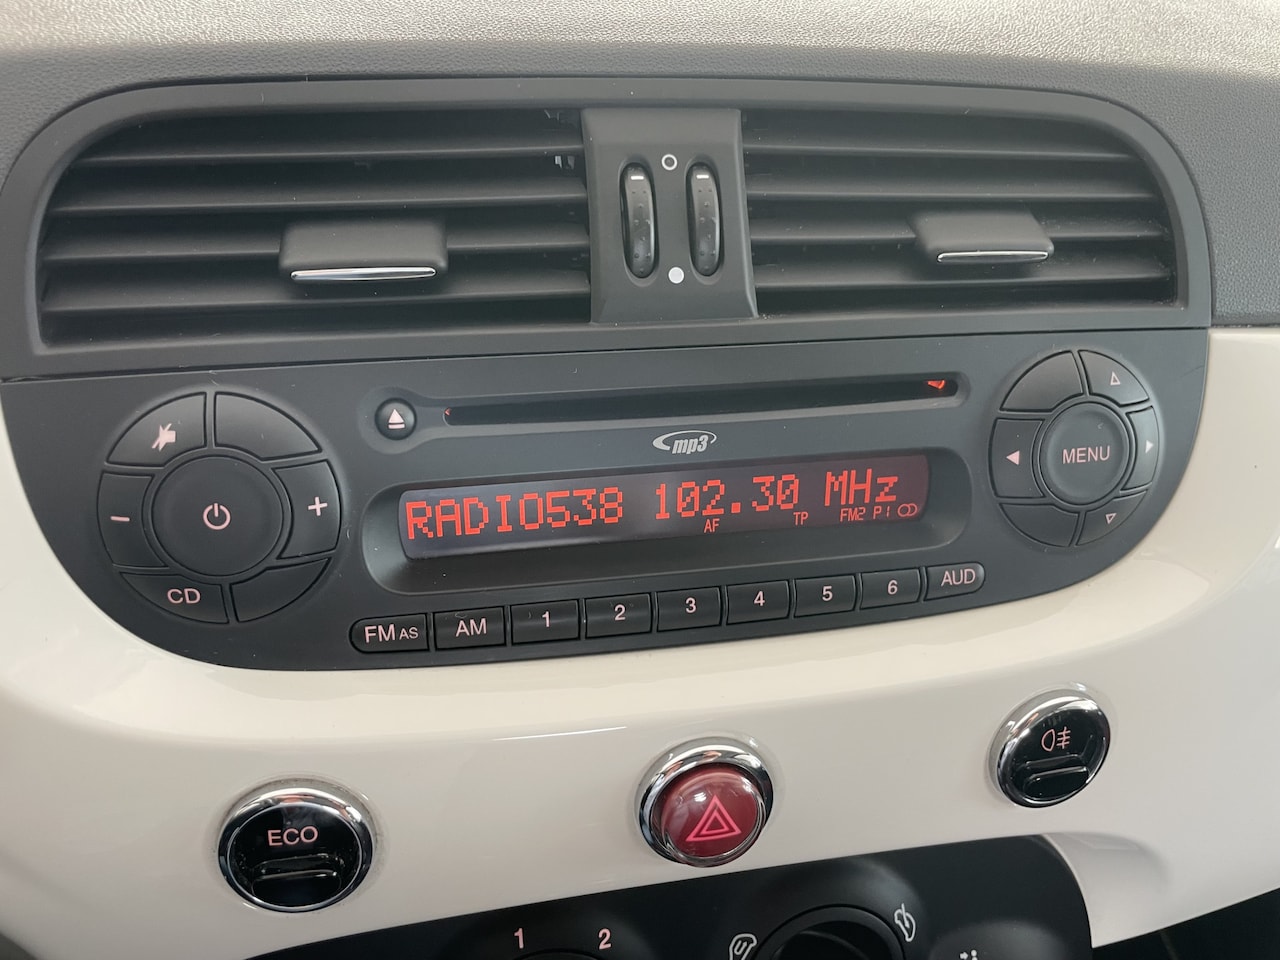 mp3
MENU
RADIO538 102.30 MHz
AF TP FM2 P1
CD
FM AS AM 1 2 3 4 5 6 AUD
ECO
1 2